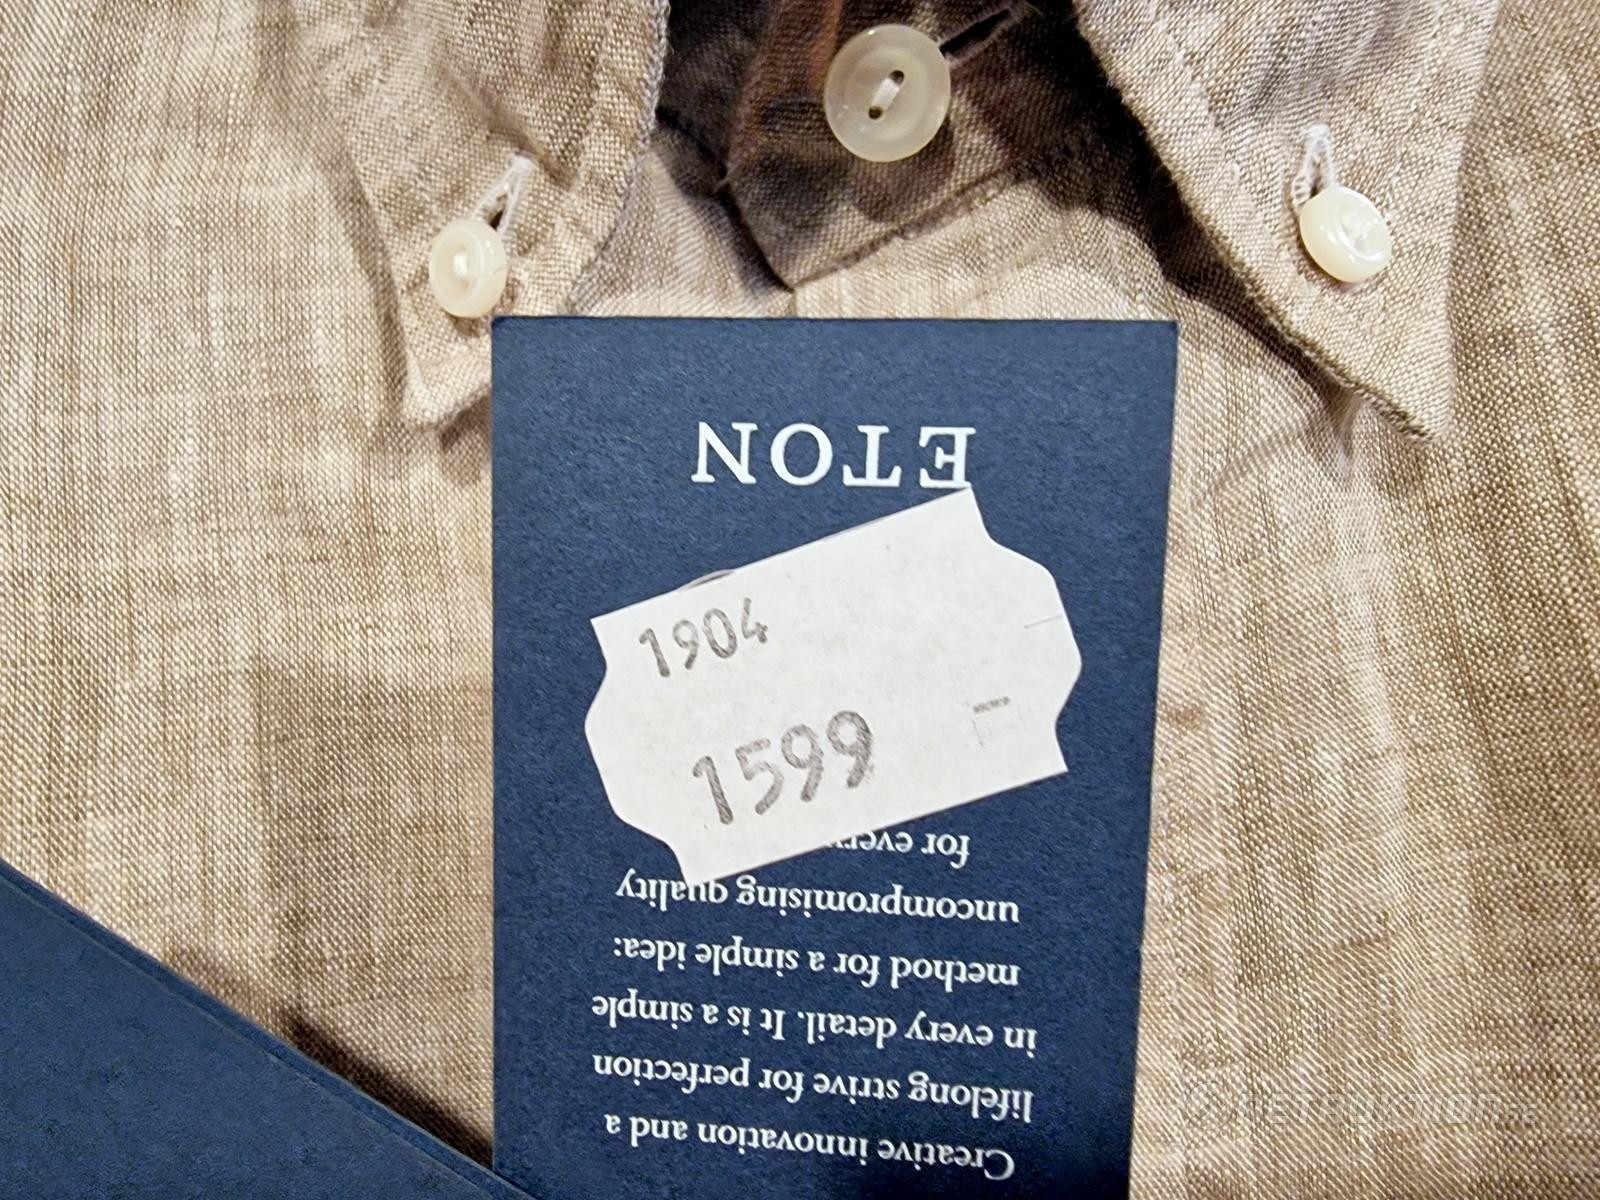 Creative innovation and a
lifelong strive for perfection
in every detail. It is a simple
method for a simple idea:
uncompromising quality
for every
ETON
1904
1599